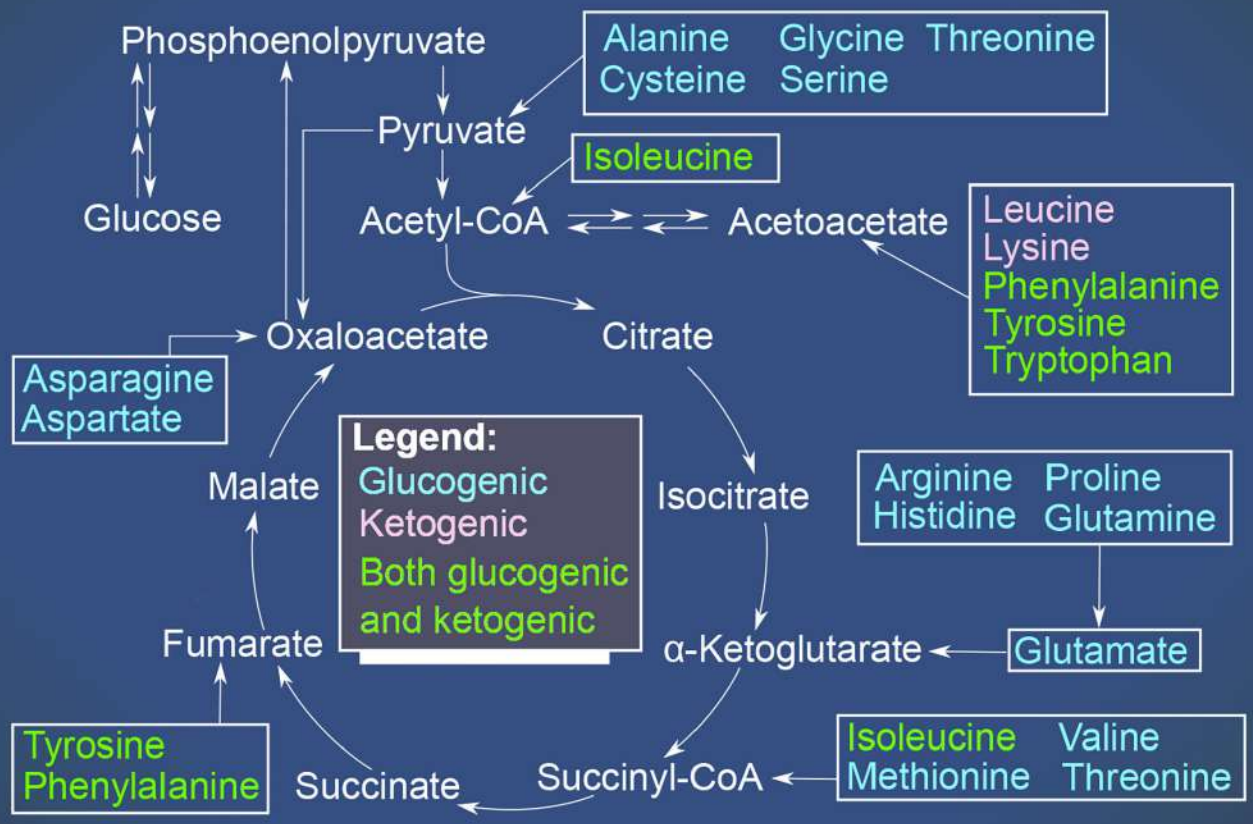 Phosphoenolpyruvate
Alanine Glycine Threonine
Cysteine Serine
Pyruvate
Isoleucine
Glucose
Acetyl-CoA
Acetoacetate
Leucine
Lysine
Phenylalanine
Tyrosine
Tryptophan
Oxaloacetate
Citrate
Asparagine
Aspartate
Legend:
Glucogenic
Ketogenic
Both glucogenic
and ketogenic
Malate
Isocitrate
Arginine Proline
Histidine Glutamine
Fumarate
α-Ketoglutarate
Glutamate
Tyrosine
Phenylalanine
Succinate
Succinyl-CoA
Isoleucine Valine
Methionine Threonine